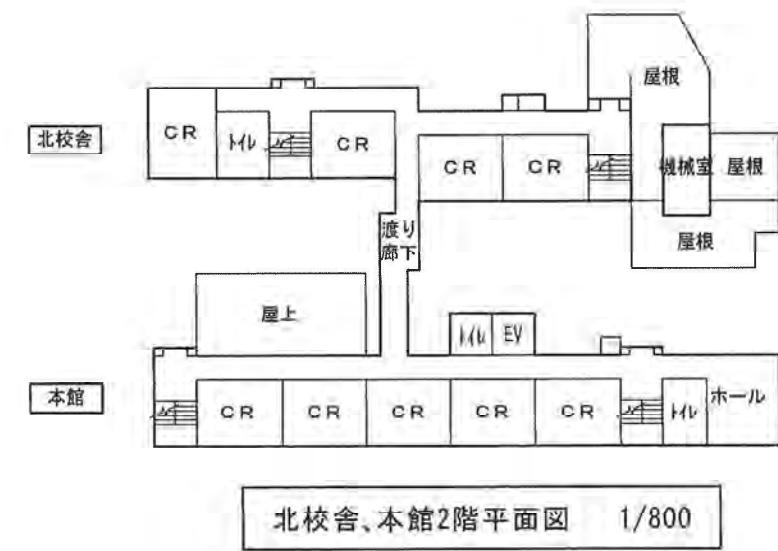 屋根
北校舎
CR
トイレ
CR
CR
CR
機械室
屋根
渡り
廊下
屋根
屋上
トイレ
EV
本館
CR
CR
CR
CR
CR
トイレ
ホール
北校舎、本館2階平面図 1/800